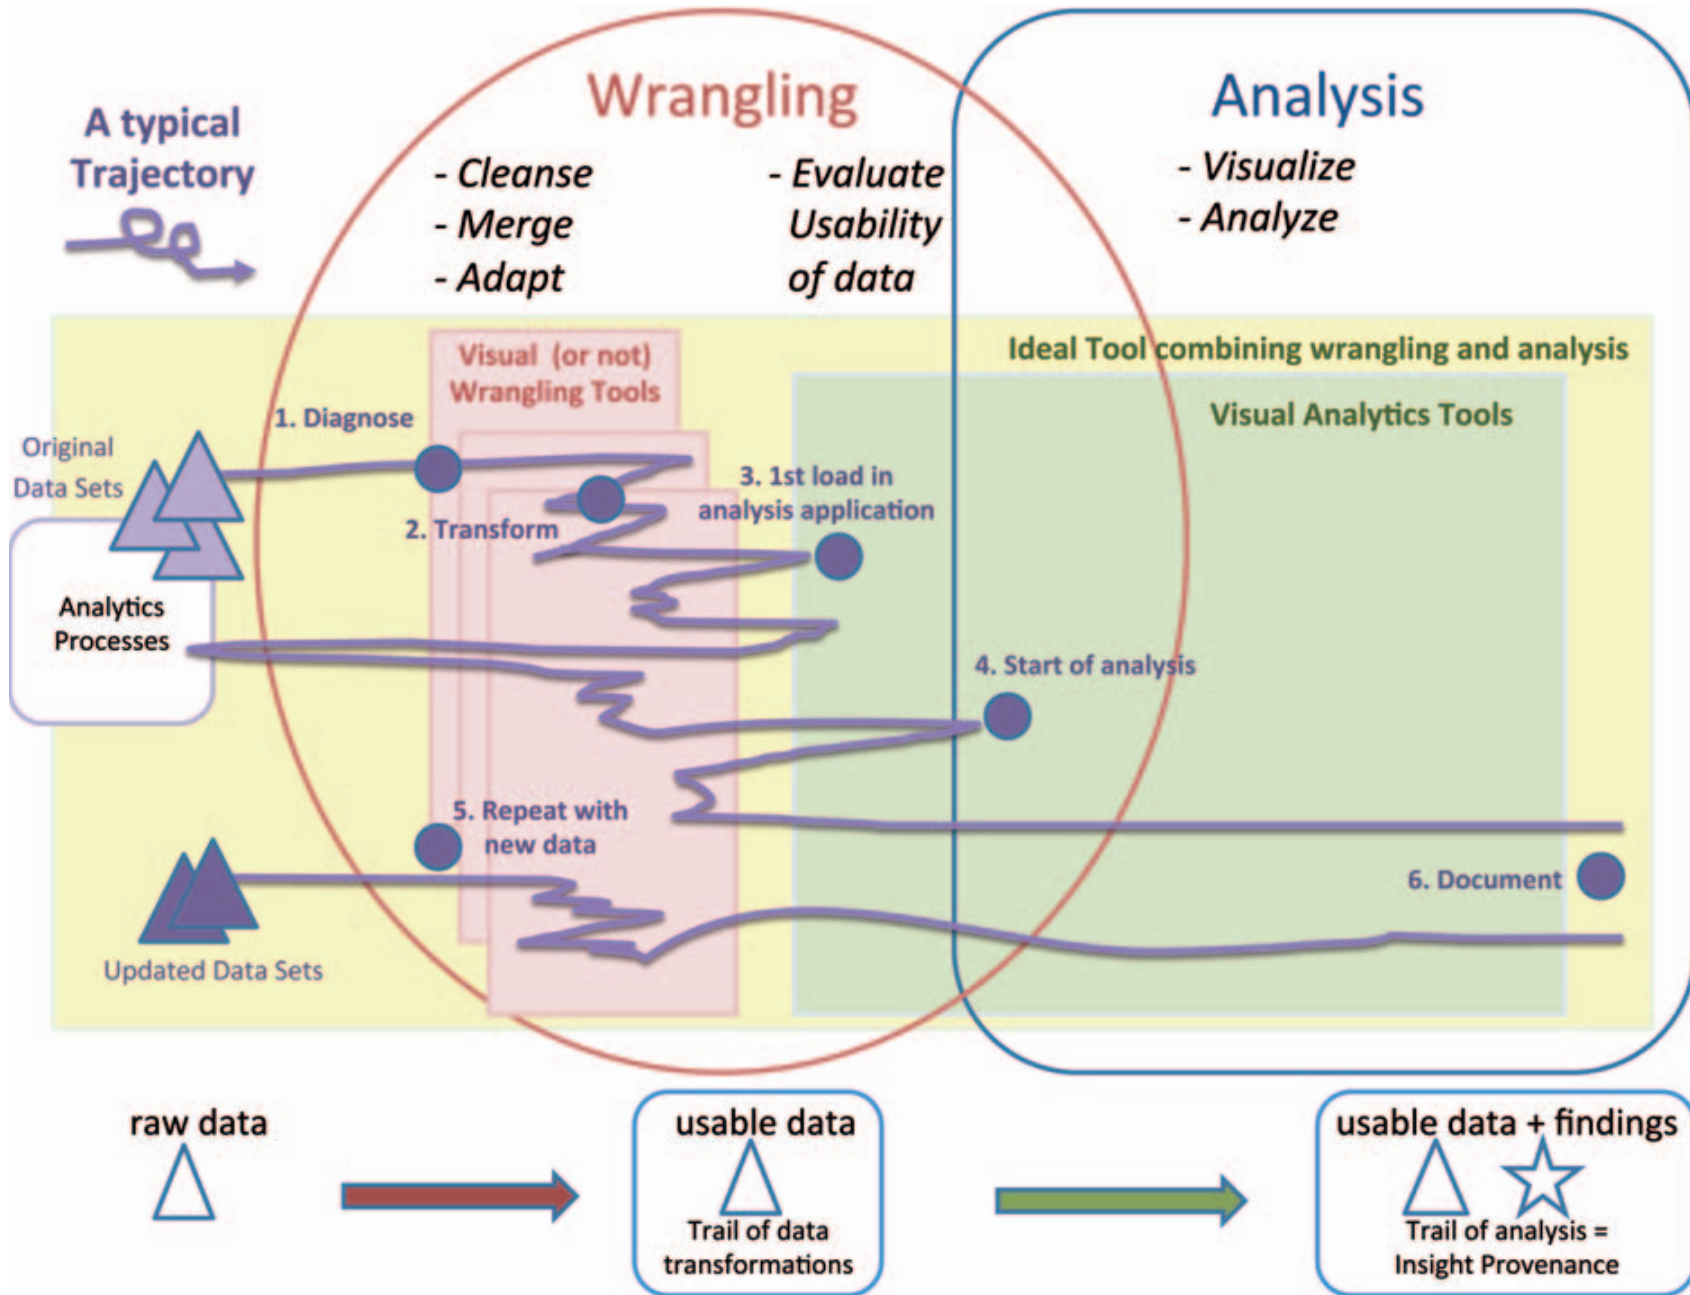 Wrangling
Analysis
A typical
Trajectory
- Cleanse
- Merge
- Adapt
- Evaluate
Usability
of data
- Visualize
- Analyze
Ideal Tool combining wrangling and analysis
Visual (or not)
Wrangling Tools
Visual Analytics Tools
1. Diagnose
Original
Data Sets
2. Transform
3. 1st load in
analysis application
Analytics
Processes
4. Start of analysis
5. Repeat with
new data
6. Document
Updated Data Sets
raw data
usable data
Trail of data
transformations
usable data + findings
Trail of analysis =
Insight Provenance